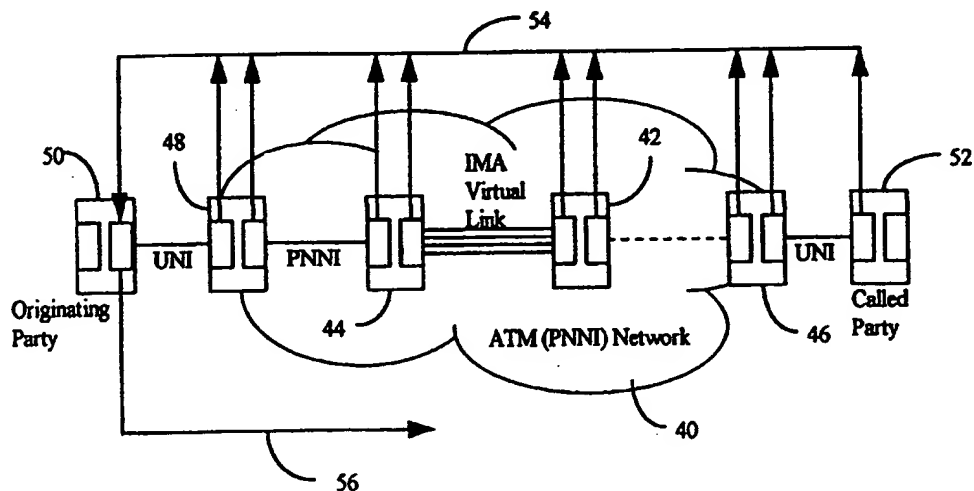 54
50
48
42
52
IMA
Virtual
Link
UNI
PNNI
UNI
Originating
Party
44
ATM (PNNI) Network
46
Called
Party
40
56